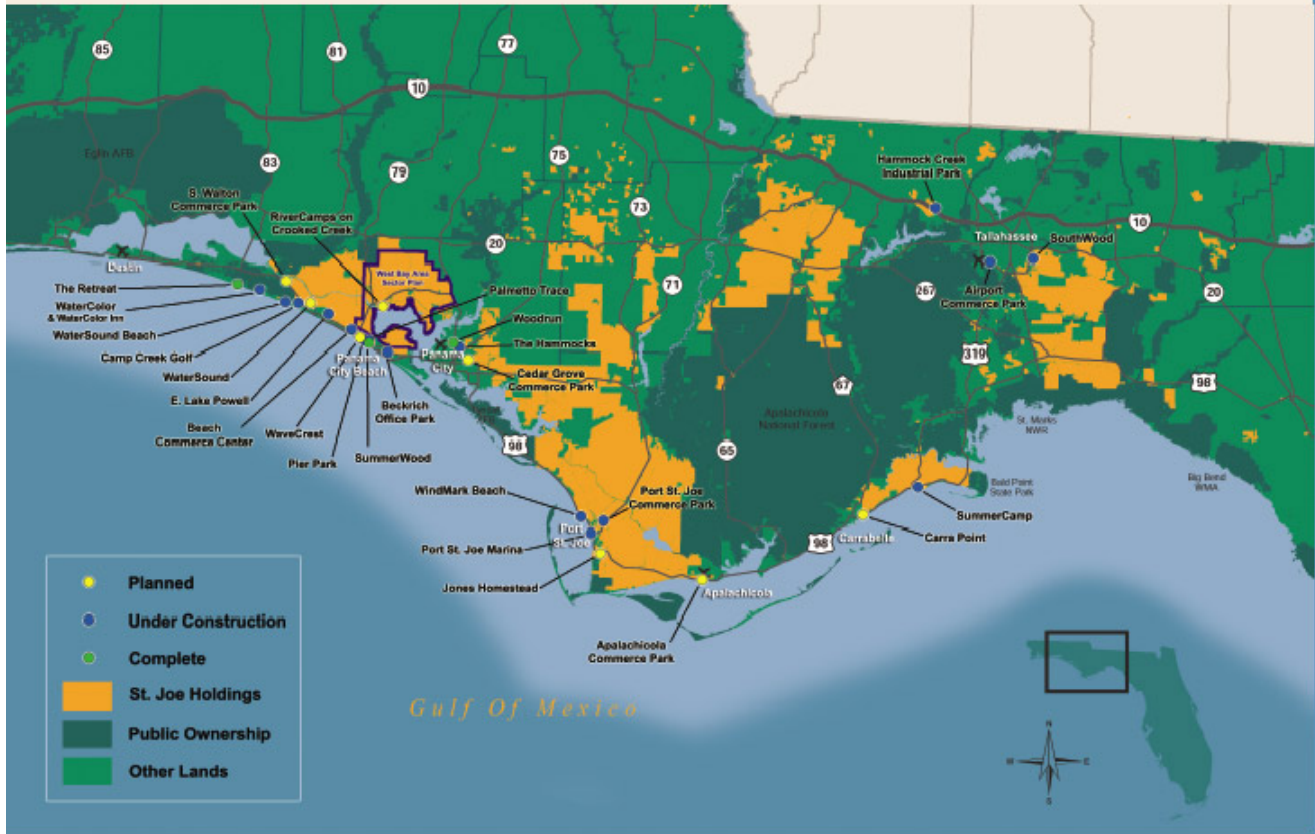 85
81
77
10
Eglin AFB
83
79
75
73
Hammock Creek
Industrial Park
S. Walton
Commerce Park
RiverCamps on
Crooked Creek
20
10
Tallahassee
SouthWood
Destin
West Bay Area
Sector Plan
The Retreat
WaterColor
& WaterColor Inn
WaterSound Beach
Camp Creek Golf
WaterSound
E. Lake Powell
Beach
Commerce Center
WaveCrest
Pier Park
SummerWood
Panama
City Beach
Beckrich
Office Park
Palmetto Trace
Woodrun
The Hammocks
Panama
City
Cedar Grove
Commerce Park
71
267
Airport
Commerce Park
20
319
98
67
Apalachicola
National Forest
65
98
St. Marks
NWR
Big Bend
WMA
Bald Point
State Park
WindMark Beach
Port St. Joe
Commerce Park
Port
St. Joe
Port St. Joe Marina
Jones Homestead
SummerCamp
Carra Point
Carrabelle
98
Apalachicola
Apalachicola
Commerce Park
Planned
Under Construction
Complete
St. Joe Holdings
Public Ownership
Other Lands
Gulf Of Mexico
N
W
E
S